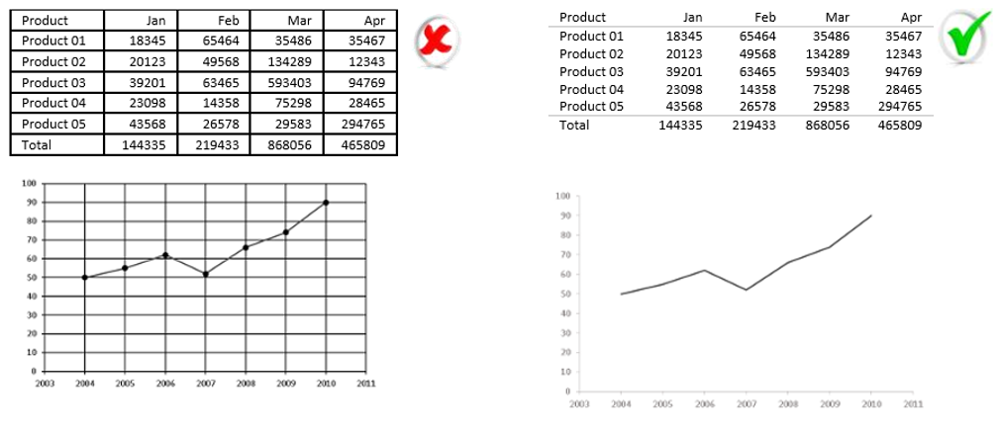 Product Jan Feb Mar Apr
Product 01 18345 65464 35486 35467
Product 02 20123 49568 134289 12343
Product 03 39201 63465 593403 94769
Product 04 23098 14358 75298 28465
Product 05 43568 26578 29583 294765
Total 144335 219433 868056 465809
Product Jan Feb Mar Apr
Product 01 18345 65464 35486 35467
Product 02 20123 49568 134289 12343
Product 03 39201 63465 593403 94769
Product 04 23098 14358 75298 28465
Product 05 43568 26578 29583 294765
Total 144335 219433 868056 465809
100
90
80
70
60
50
40
30
20
10
0
2003 2004 2005 2006 2007 2008 2009 2010 2011
100
90
80
70
60
50
40
30
20
10
0
2003 2004 2005 2006 2007 2008 2009 2010 2011